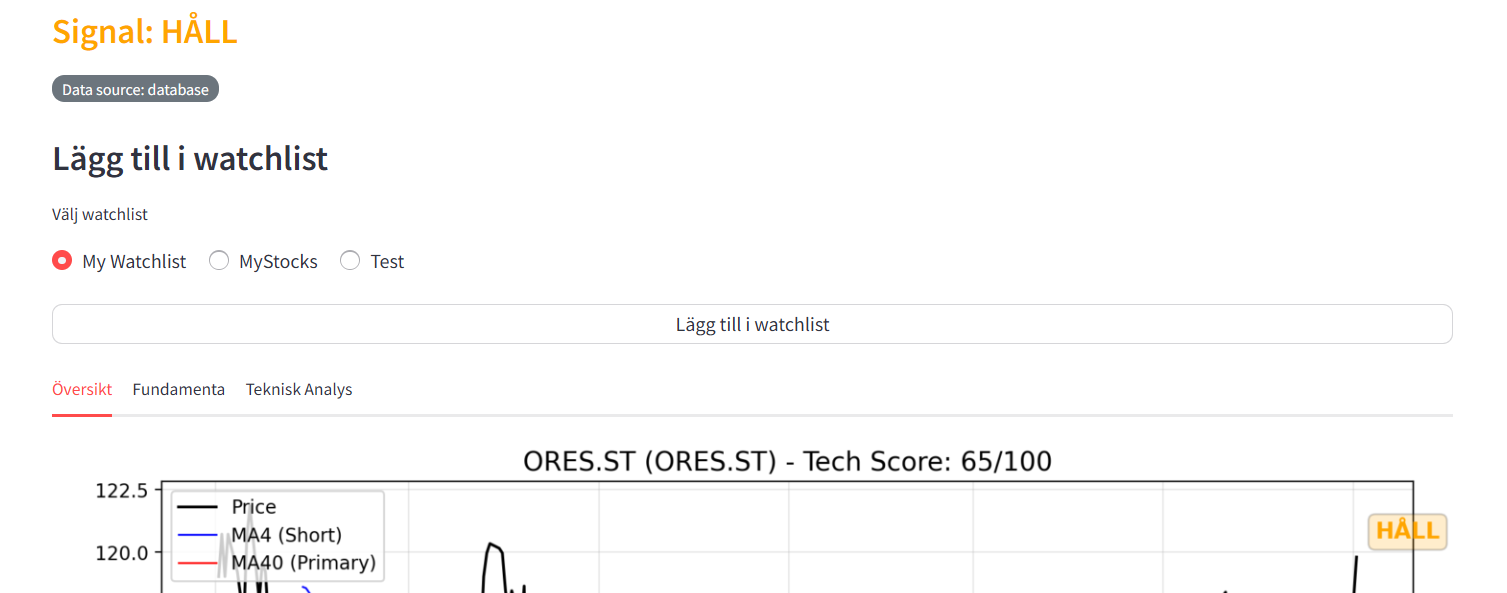 Signal: HÅLL
Data source: database
Lägg till i watchlist
Välj watchlist
My Watchlist MyStocks Test
Lägg till i watchlist
Översikt Fundamenta Teknisk Analys
ORES.ST (ORES.ST) - Tech Score: 65/100
122.5
Price
HÅLL
MA4 (Short)
120.0
MA40 (Primary)